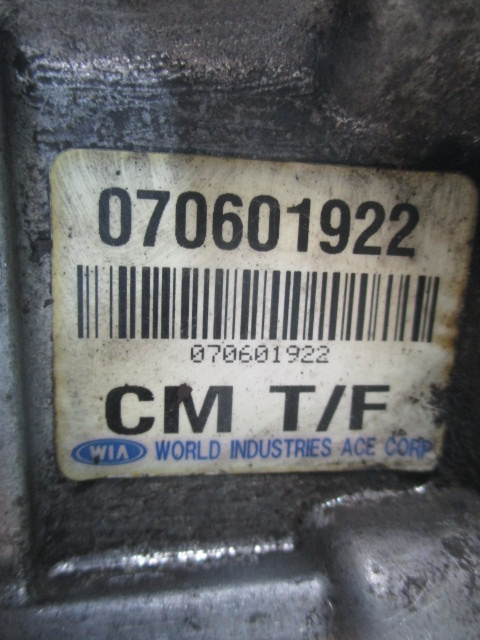 070601922
070601922
CM T/F
WIA WORLD INDUSTRIES ACE CORP